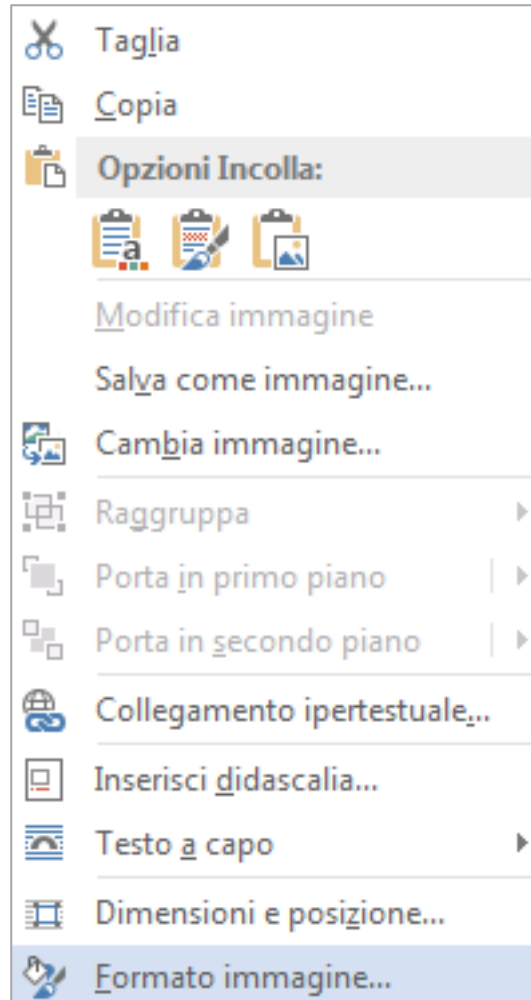 Taglia
Copia
Opzioni Incolla:
Modifica immagine
Salva come immagine...
Cambia immagine...
Raggruppa
Porta in primo piano
Porta in secondo piano
Collegamento ipertestuale...
Inserisci didascalia...
Testo a capo
Dimensioni e posizione...
Formato immagine...